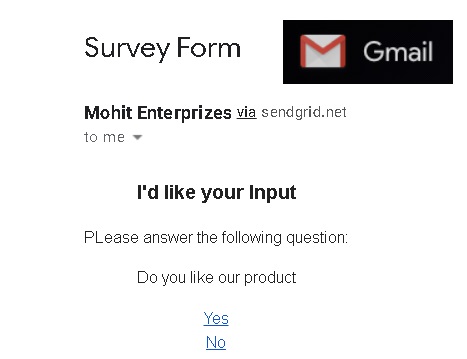 Survey Form
Gmail
Mohit Enterprizes via sendgrid.net
to me
I'd like your Input
PLease answer the following question:
Do you like our product
Yes
No